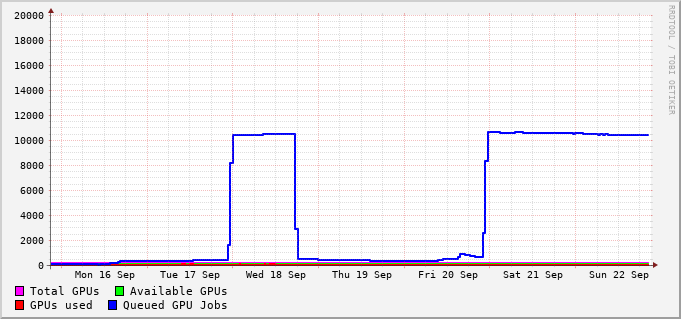 20000
18000
16000
14000
12000
10000
8000
6000
4000
2000
0
Mon 16 Sep Tue 17 Sep Wed 18 Sep Thu 19 Sep Fri 20 Sep Sat 21 Sep Sun 22 Sep
Total GPUs Available GPUs
GPUs used Queued GPU Jobs
RRDTOOL / TOBI OETIKER